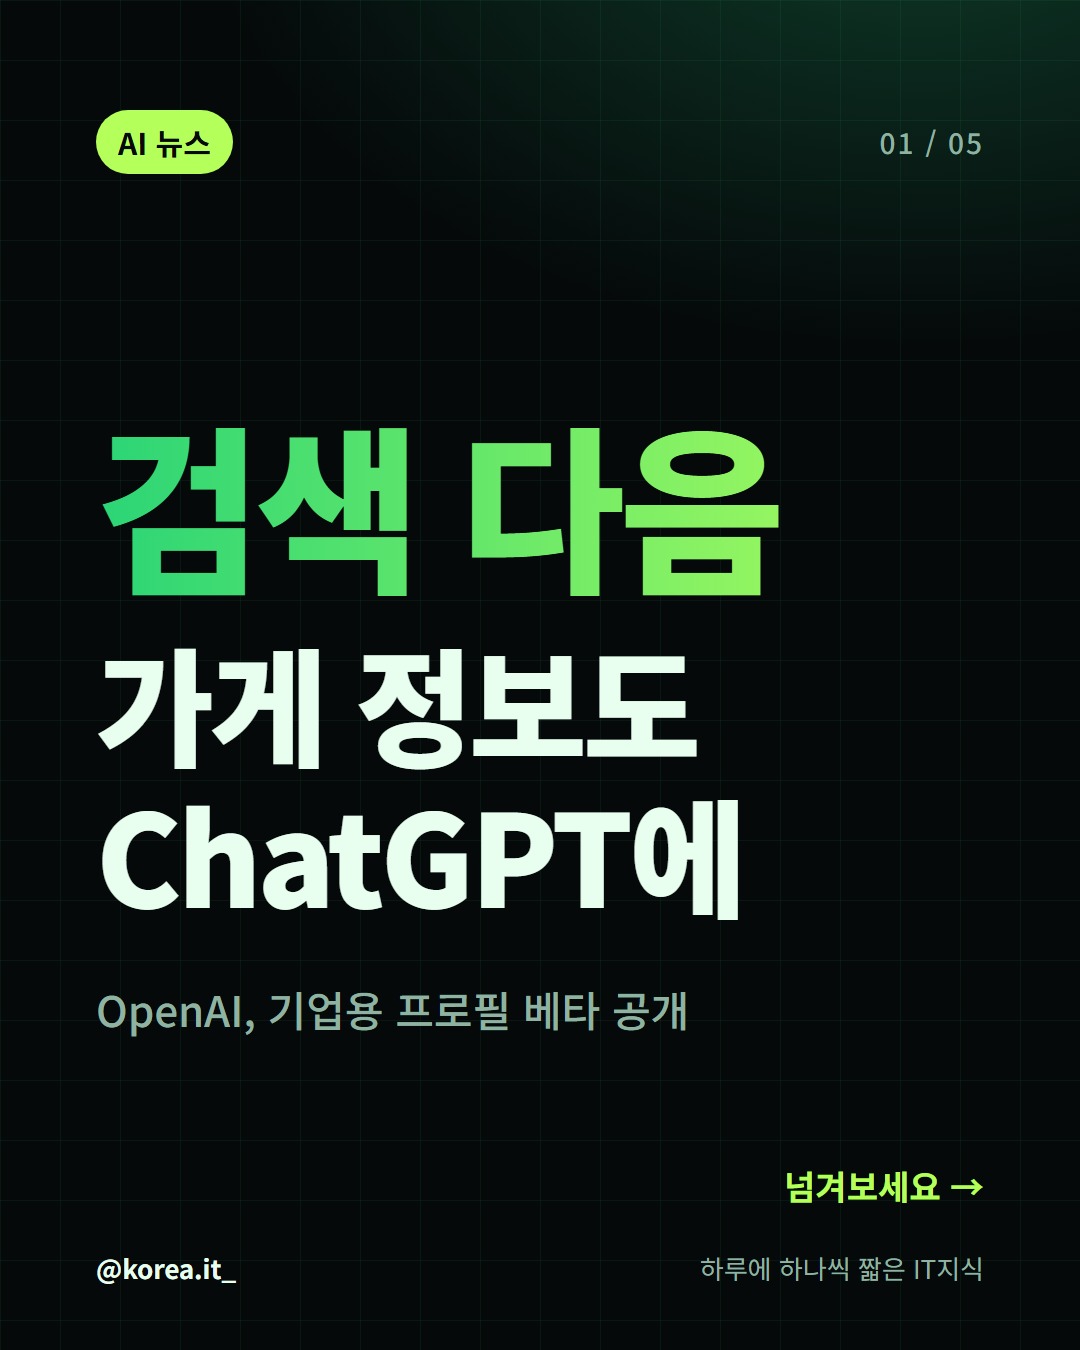 AI 뉴스
01 / 05
검색 다음
가게 정보도
ChatGPT에
OpenAI, 기업용 프로필 베타 공개
넘겨보세요 →
@korea.it_
하루에 하나씩 짧은 IT지식